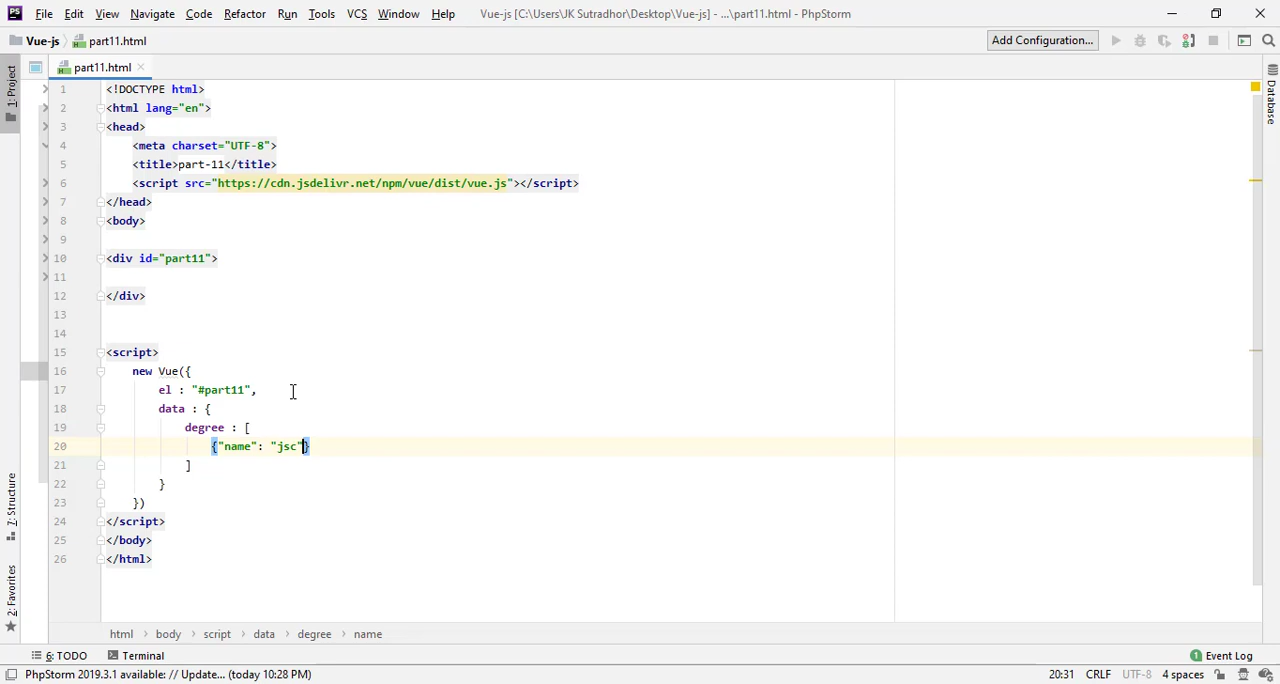 File Edit View Navigate Code Refactor Run Tools VCS Window Help Vue-js [C:\Users\JK Sutradhor\Desktop\Vue-js] - ...\part11.html - PhpStorm
Vue-js part11.html Add Configuration...
1: Project part11.html Database
1 <!DOCTYPE html>
2 <html lang="en">
3 <head>
4 <meta charset="UTF-8">
5 <title>part-11</title>
6 <script src="https://cdn.jsdelivr.net/npm/vue/dist/vue.js"></script>
7 </head>
8 <body>
9
10 <div id="part11">
11
12 </div>
13
14
15 <script>
16 new Vue({
17 el : "#part11",
18 data : {
19 degree : [
20 {"name": "jsc"}
21 ]
22 }
23 })
24 </script>
25 </body>
26 </html>
7: Structure
2: Favorites
html body script data degree name
6: TODO Terminal 1 Event Log
PhpStorm 2019.3.1 available: // Update... (today 10:28 PM) 20:31 CRLF UTF-8 4 spaces